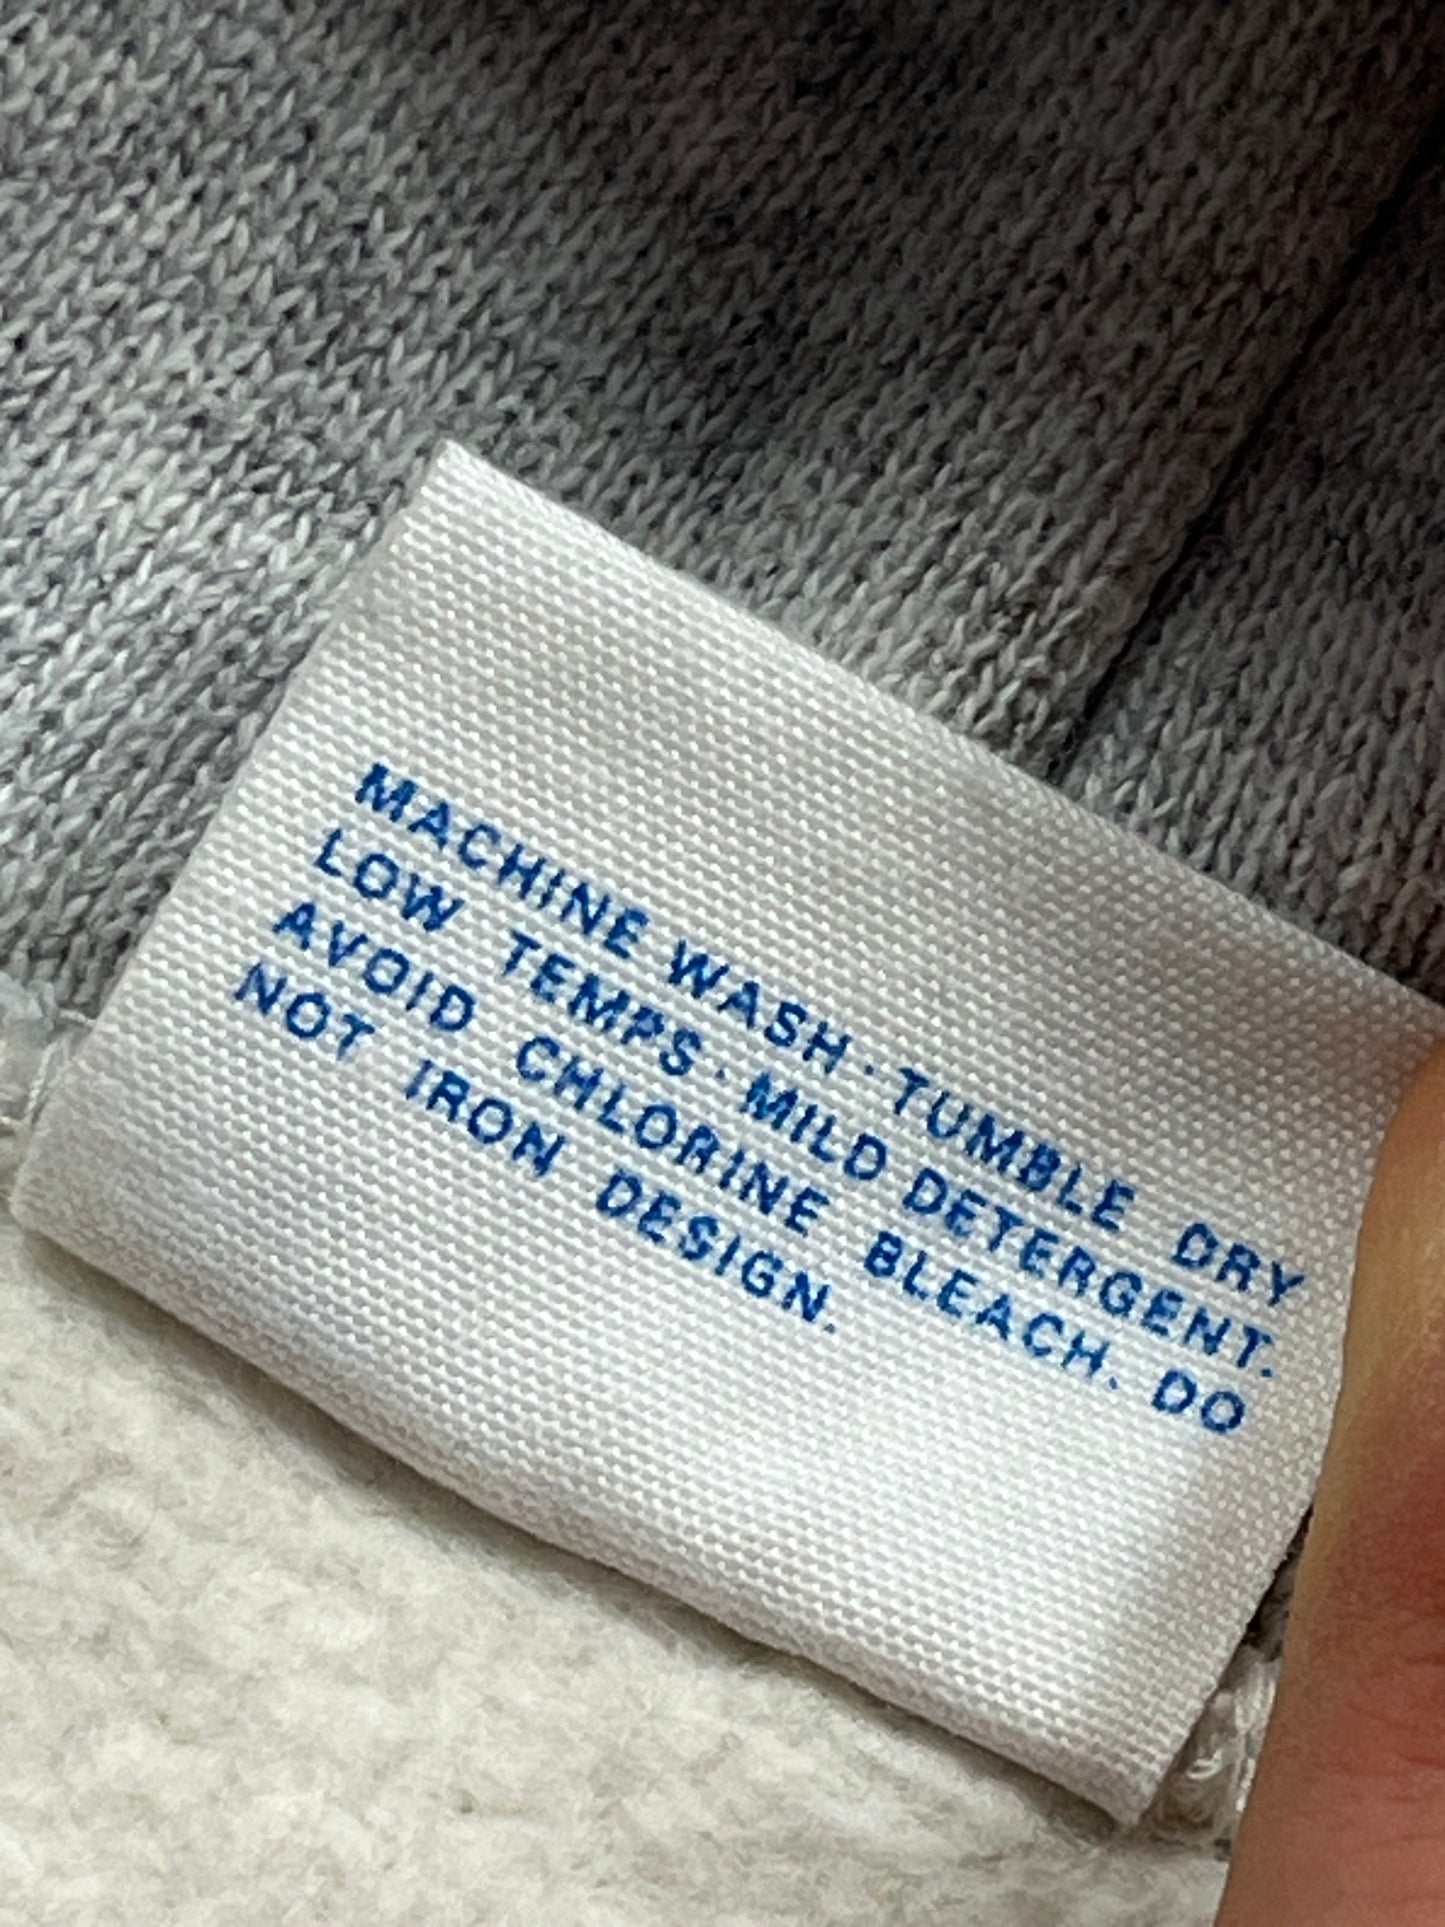 MACHINE WASH · TUMBLE DRY
LOW TEMPS · MILD DETERGENT.
AVOID CHLORINE BLEACH. DO
NOT IRON DESIGN.